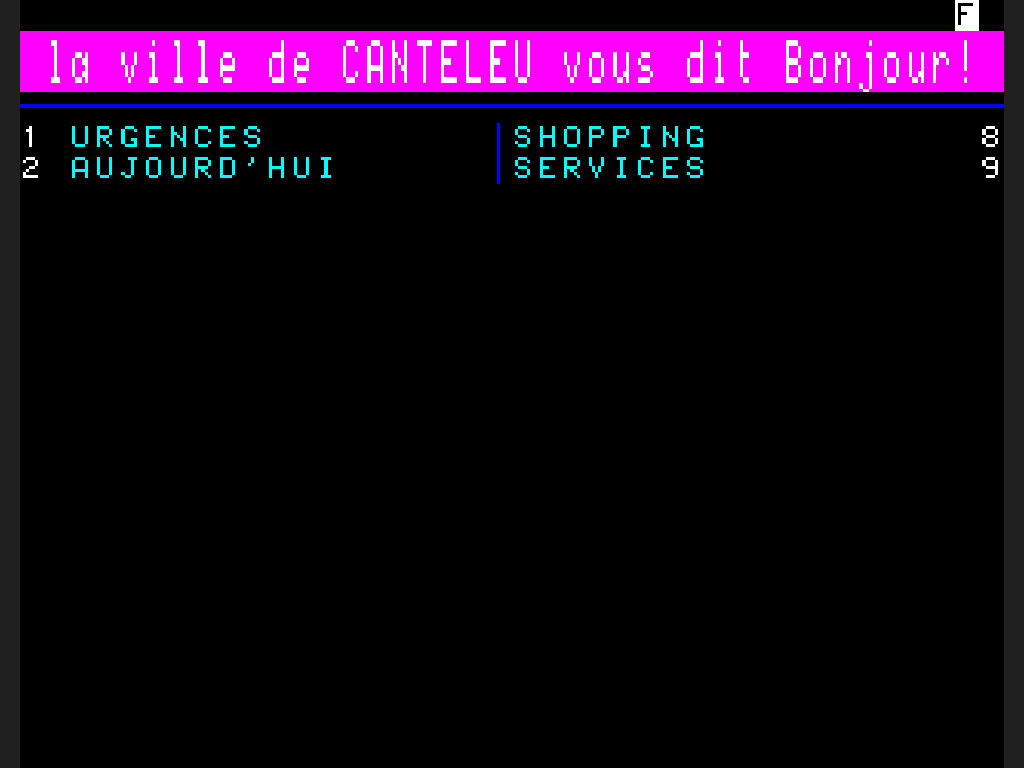 F
la ville de CANTELEU vous dit Bonjour!
1 URGENCES SHOPPING 8
2 AUJOURD'HUI SERVICES 9